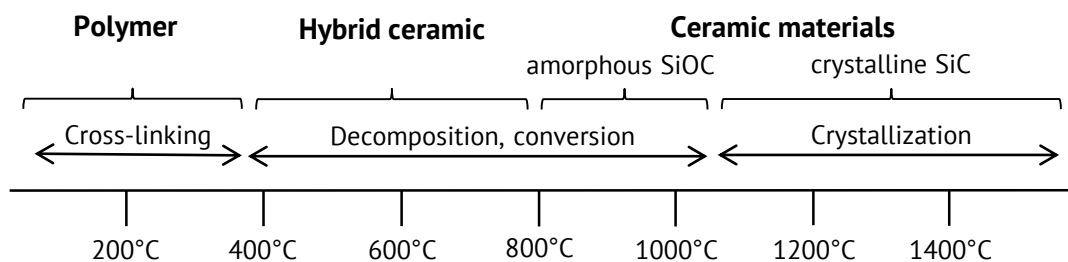 Polymer Hybrid ceramic Ceramic materials
amorphous SiOC crystalline SiC
Cross-linking Decomposition, conversion Crystallization
200°C 400°C 600°C 800°C 1000°C 1200°C 1400°C